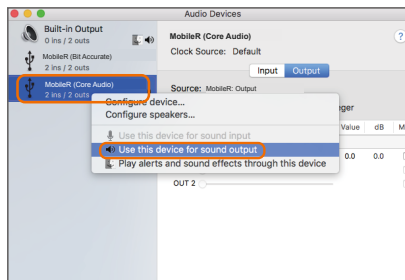 Audio Devices
Built-in Output
0 ins / 2 outs
MobileR (Bit Accurate)
2 ins / 2 outs
MobileR (Core Audio)
2 ins / 2 outs
MobileR (Core Audio)
?
Clock Source: Default
Input Output
Source: MobileR: Output
Configure device...
Configure speakers...
Use this device for sound input
Use this device for sound output
Play alerts and sound effects through this device
Value dB M
0.0 0.0
OUT 2